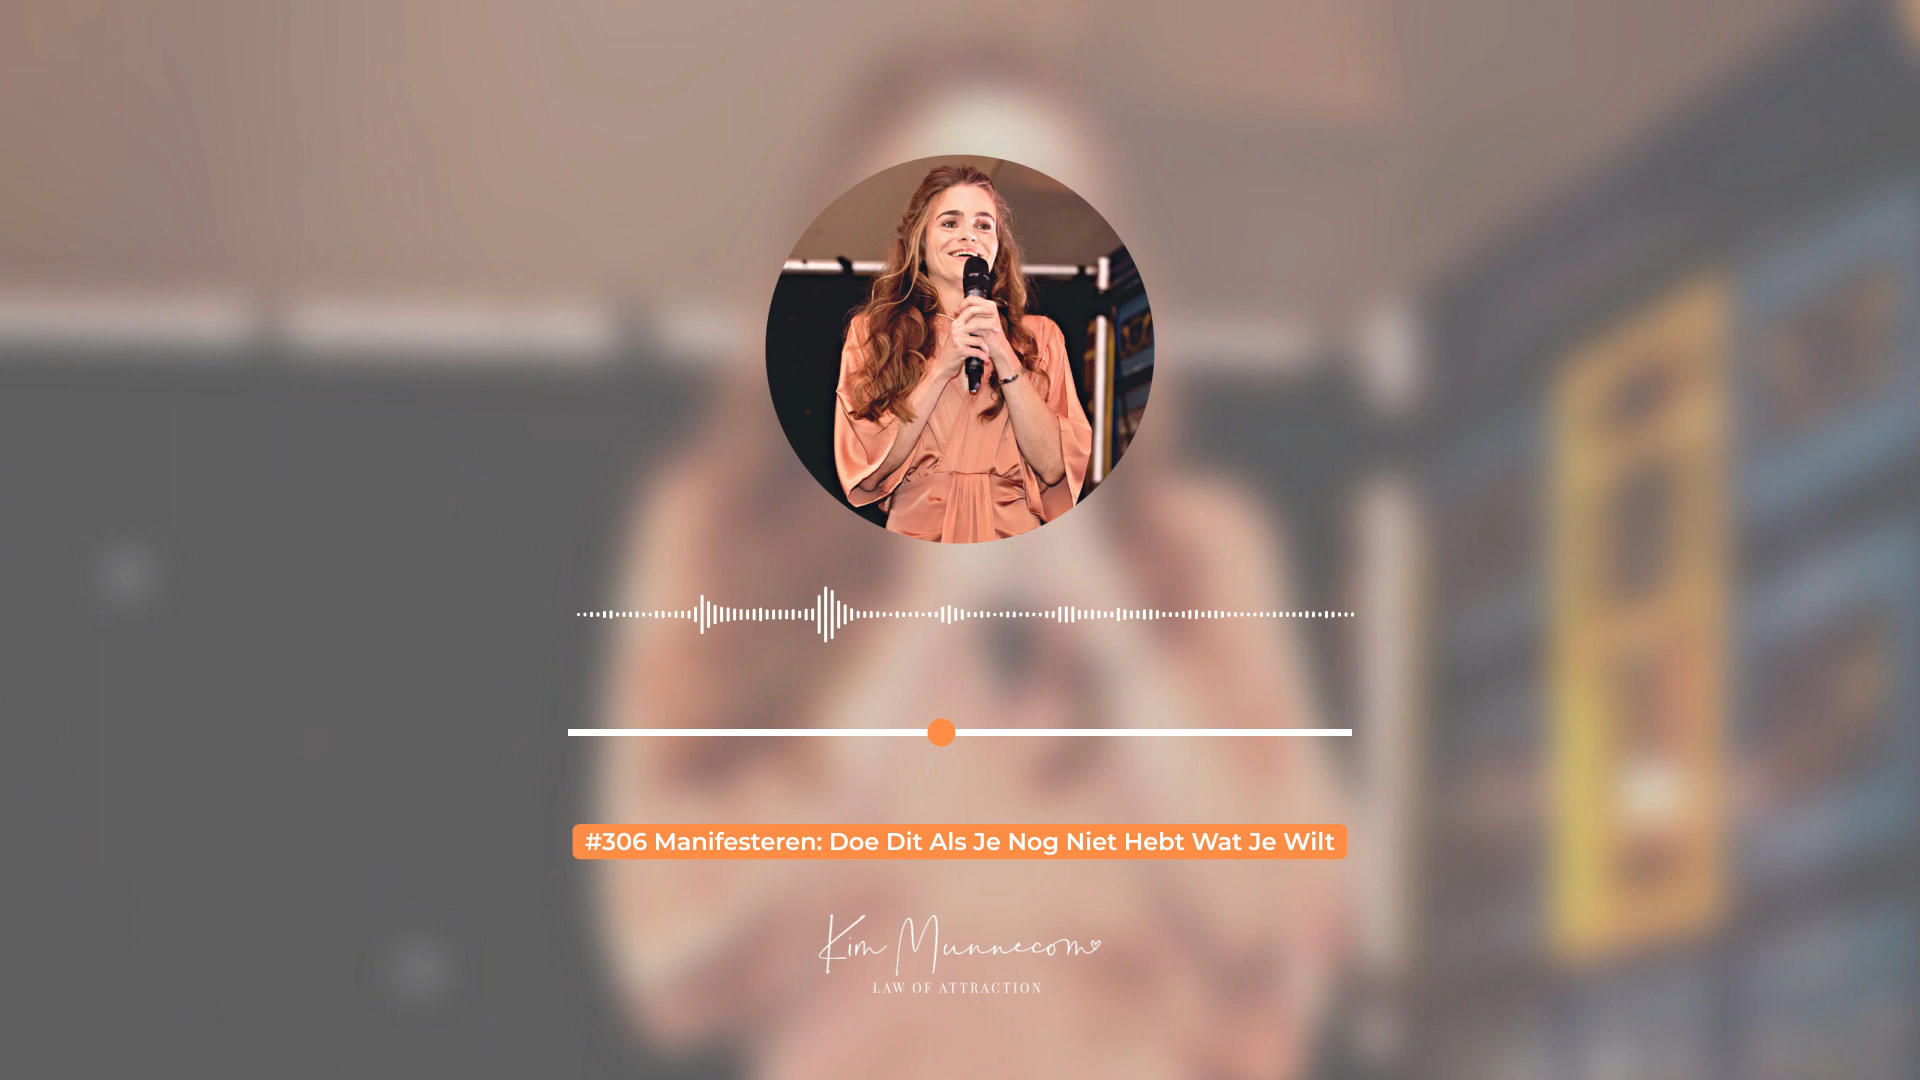 #306 Manifesteren: Doe Dit Als Je Nog Niet Hebt Wat Je Wilt
Kim Munnecom
LAW OF ATTRACTION